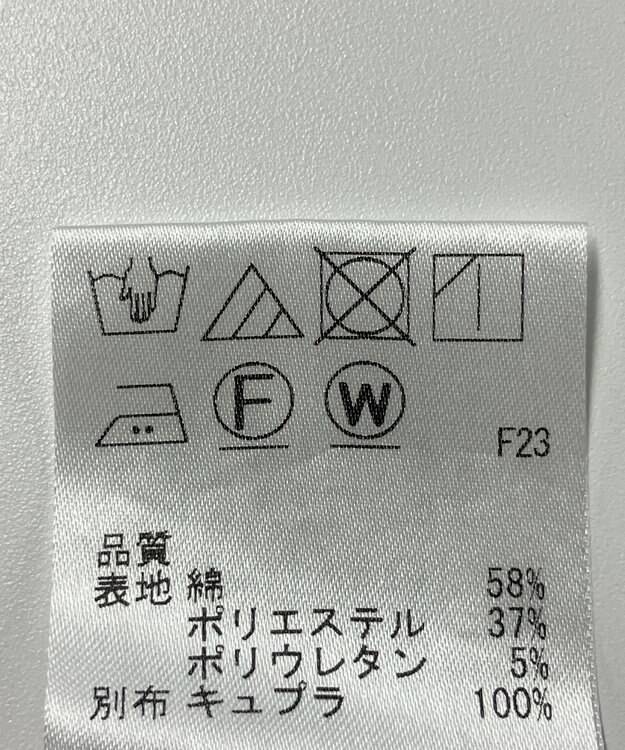 F W
F23
品質
表地 綿 58%
ポリエステル 37%
ポリウレタン 5%
別布 キュプラ 100%